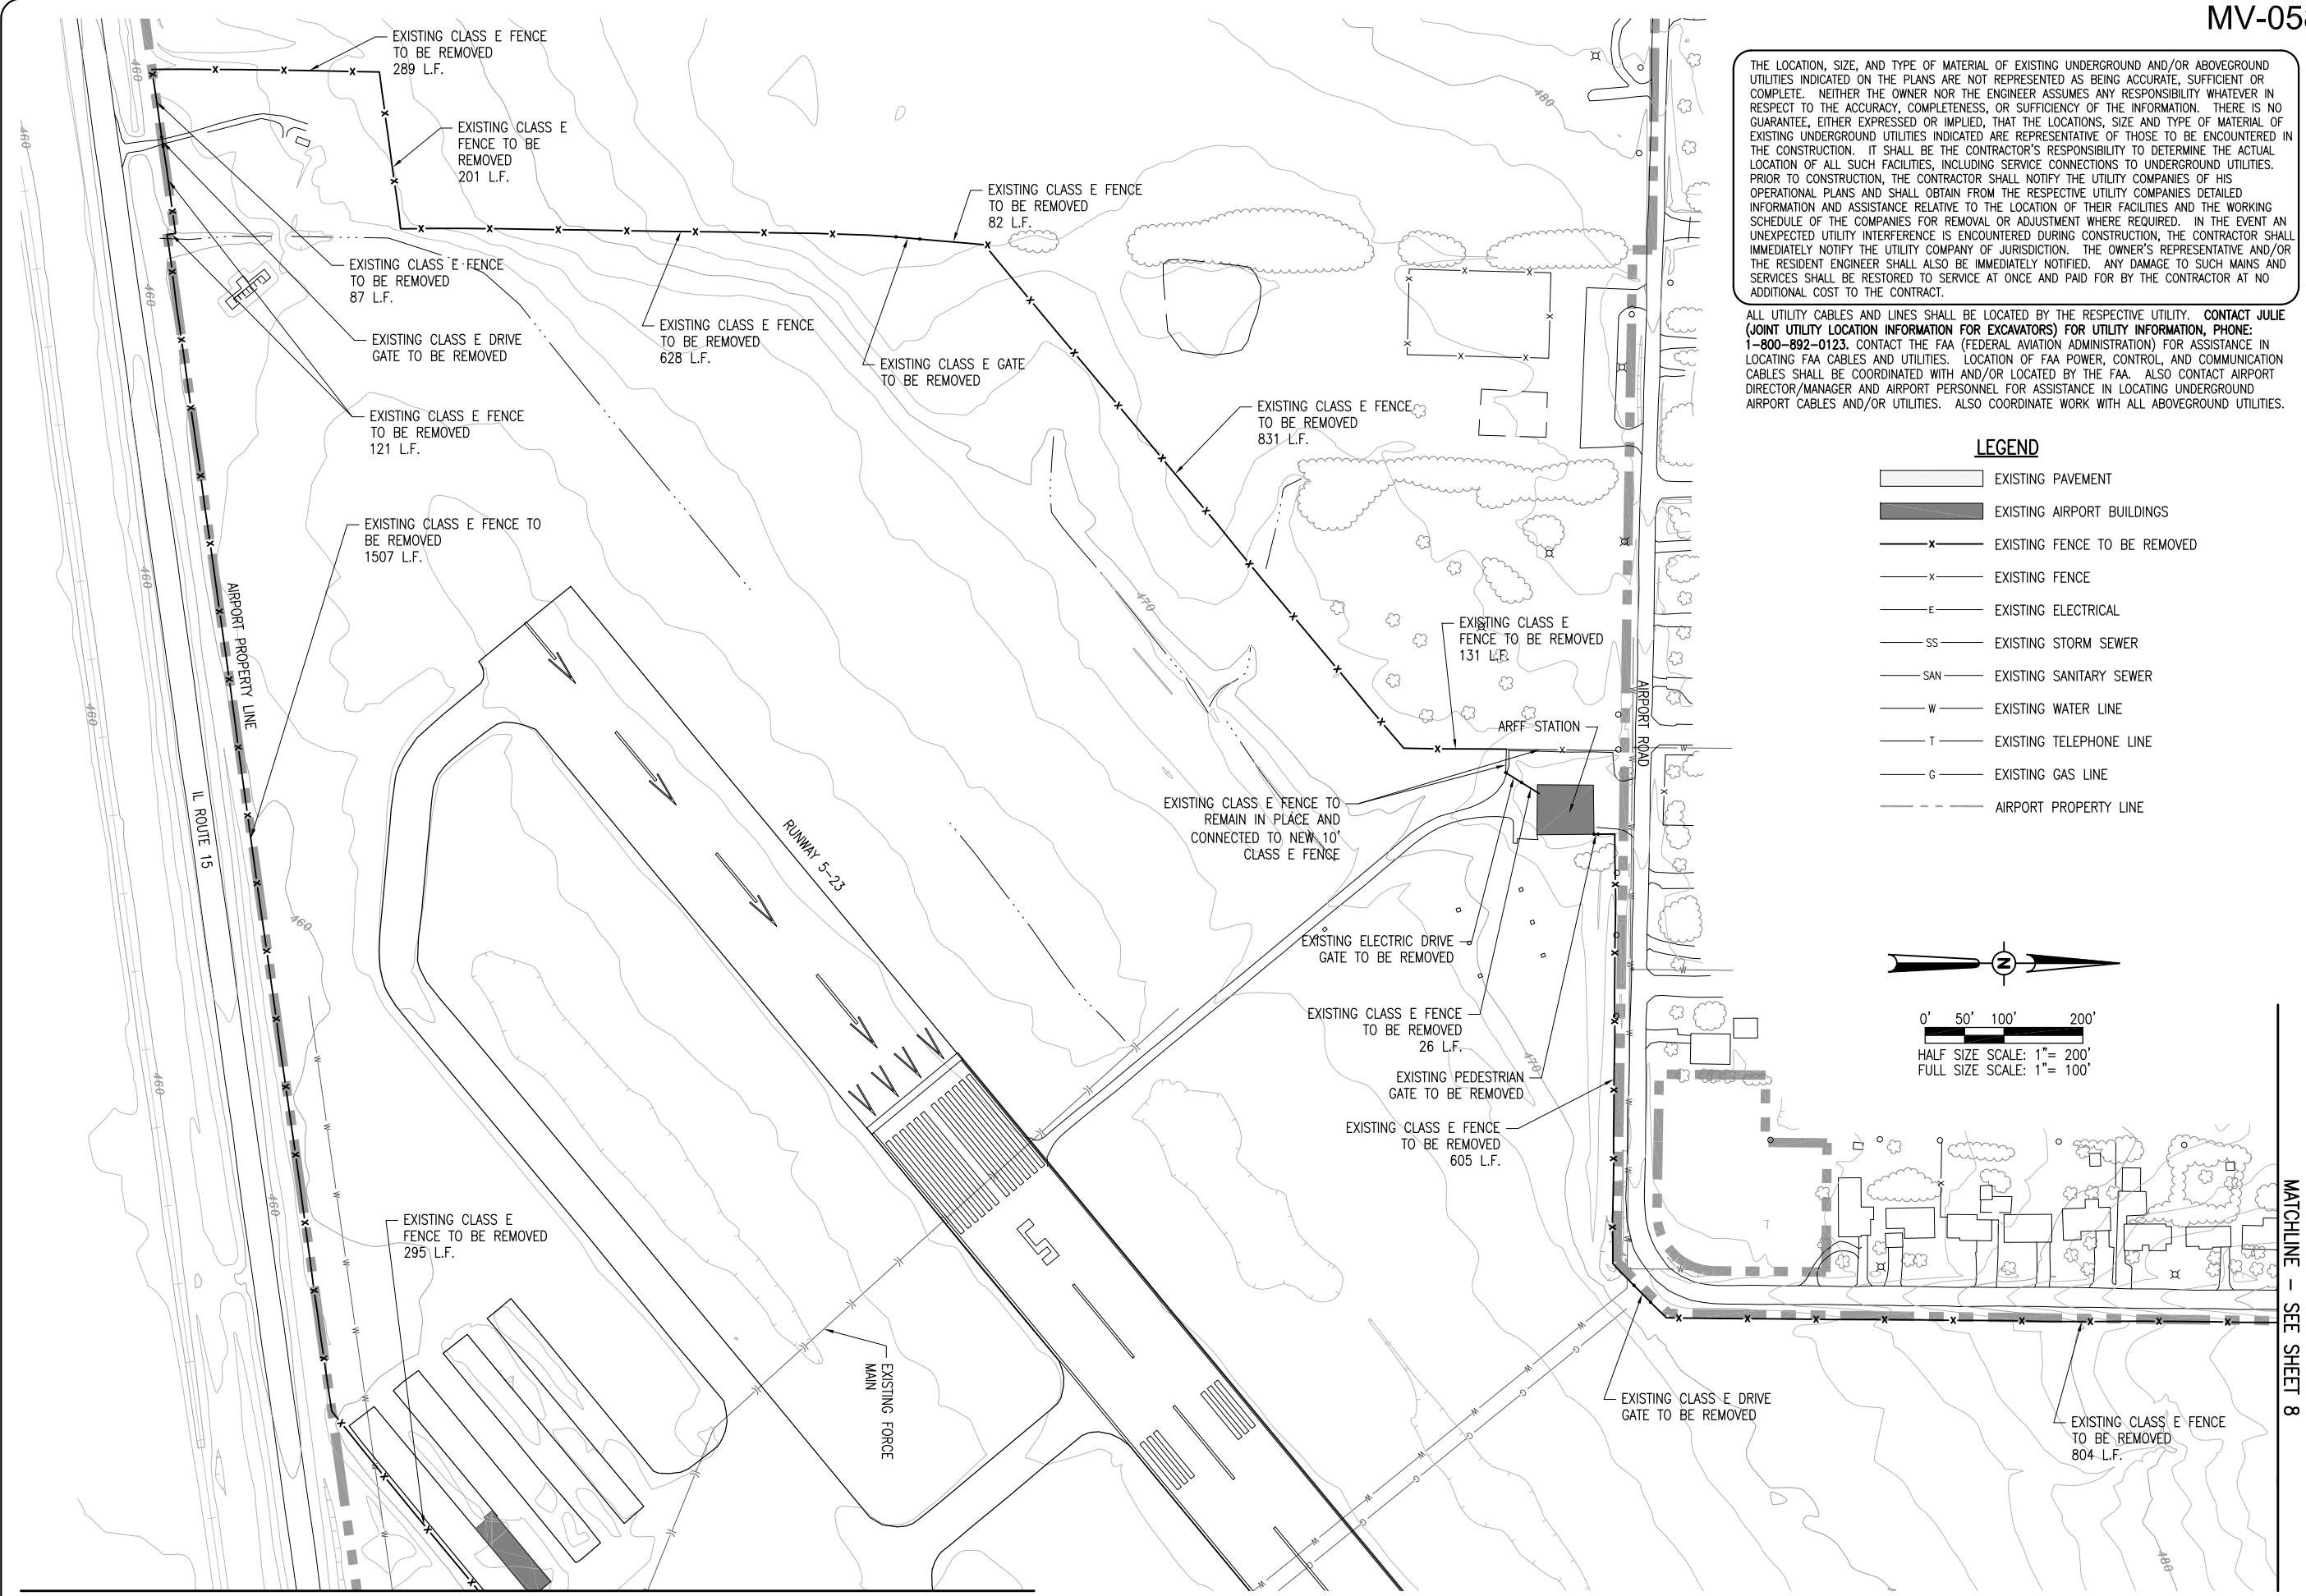 MV-058
THE LOCATION, SIZE, AND TYPE OF MATERIAL OF EXISTING UNDERGROUND AND/OR ABOVEGROUND
UTILITIES INDICATED ON THE PLANS ARE NOT REPRESENTED AS BEING ACCURATE, SUFFICIENT OR
COMPLETE. NEITHER THE OWNER NOR THE ENGINEER ASSUMES ANY RESPONSIBILITY WHATEVER IN
RESPECT TO THE ACCURACY, COMPLETENESS, OR SUFFICIENCY OF THE INFORMATION. THERE IS NO
GUARANTEE, EITHER EXPRESSED OR IMPLIED, THAT THE LOCATIONS, SIZE AND TYPE OF MATERIAL OF
EXISTING UNDERGROUND UTILITIES INDICATED ARE REPRESENTATIVE OF THOSE TO BE ENCOUNTERED IN
THE CONSTRUCTION. IT SHALL BE THE CONTRACTOR'S RESPONSIBILITY TO DETERMINE THE ACTUAL
LOCATION OF ALL SUCH FACILITIES, INCLUDING SERVICE CONNECTIONS TO UNDERGROUND UTILITIES.
PRIOR TO CONSTRUCTION, THE CONTRACTOR SHALL NOTIFY THE UTILITY COMPANIES OF HIS
OPERATIONAL PLANS AND SHALL OBTAIN FROM THE RESPECTIVE UTILITY COMPANIES DETAILED
INFORMATION AND ASSISTANCE RELATIVE TO THE LOCATION OF THEIR FACILITIES AND THE WORKING
SCHEDULE OF THE COMPANIES FOR REMOVAL OR ADJUSTMENT WHERE REQUIRED. IN THE EVENT AN
UNEXPECTED UTILITY INTERFERENCE IS ENCOUNTERED DURING CONSTRUCTION, THE CONTRACTOR SHALL
IMMEDIATELY NOTIFY THE UTILITY COMPANY OF JURISDICTION. THE OWNER'S REPRESENTATIVE AND/OR
THE RESIDENT ENGINEER SHALL ALSO BE IMMEDIATELY NOTIFIED. ANY DAMAGE TO SUCH MAINS AND
SERVICES SHALL BE RESTORED TO SERVICE AT ONCE AND PAID FOR BY THE CONTRACTOR AT NO
ADDITIONAL COST TO THE CONTRACT.
ALL UTILITY CABLES AND LINES SHALL BE LOCATED BY THE RESPECTIVE UTILITY. CONTACT JULIE
(JOINT UTILITY LOCATION INFORMATION FOR EXCAVATORS) FOR UTILITY INFORMATION, PHONE:
1-800-892-0123. CONTACT THE FAA (FEDERAL AVIATION ADMINISTRATION) FOR ASSISTANCE IN
LOCATING FAA CABLES AND UTILITIES. LOCATION OF FAA POWER, CONTROL, AND COMMUNICATION
CABLES SHALL BE COORDINATED WITH AND/OR LOCATED BY THE FAA. ALSO CONTACT AIRPORT
DIRECTOR/MANAGER AND AIRPORT PERSONNEL FOR ASSISTANCE IN LOCATING UNDERGROUND
AIRPORT CABLES AND/OR UTILITIES. ALSO COORDINATE WORK WITH ALL ABOVEGROUND UTILITIES.
LEGEND
EXISTING PAVEMENT
EXISTING AIRPORT BUILDINGS
X EXISTING FENCE TO BE REMOVED
X EXISTING FENCE
E EXISTING ELECTRICAL
SS EXISTING STORM SEWER
SAN EXISTING SANITARY SEWER
W EXISTING WATER LINE
T EXISTING TELEPHONE LINE
G EXISTING GAS LINE
AIRPORT PROPERTY LINE
N
0' 50' 100' 200'
HALF SIZE SCALE: 1"= 200'
FULL SIZE SCALE: 1"= 100'
MATCHLINE - SEE SHEET 8
EXISTING CLASS E FENCE
TO BE REMOVED
289 L.F.
EXISTING CLASS E
FENCE TO BE
REMOVED
201 L.F.
EXISTING CLASS E FENCE
TO BE REMOVED
82 L.F.
EXISTING CLASS E FENCE
TO BE REMOVED
87 L.F.
EXISTING CLASS E DRIVE
GATE TO BE REMOVED
EXISTING CLASS E FENCE
TO BE REMOVED
628 L.F.
EXISTING CLASS E GATE
TO BE REMOVED
EXISTING CLASS E FENCE
TO BE REMOVED
121 L.F.
EXISTING CLASS E FENCE
TO BE REMOVED
831 L.F.
EXISTING CLASS E FENCE TO
BE REMOVED
1507 L.F.
AIRPORT PROPERTY LINE
IL ROUTE 15
RUNWAY 5-23
EXISTING CLASS E
FENCE TO BE REMOVED
131 L.F.
ARFF STATION
AIRPORT ROAD
EXISTING CLASS E FENCE TO
REMAIN IN PLACE AND
CONNECTED TO NEW 10'
CLASS E FENCE
EXISTING ELECTRIC DRIVE
GATE TO BE REMOVED
EXISTING CLASS E FENCE
TO BE REMOVED
26 L.F.
EXISTING PEDESTRIAN
GATE TO BE REMOVED
EXISTING CLASS E FENCE
TO BE REMOVED
605 L.F.
EXISTING CLASS E
FENCE TO BE REMOVED
295 L.F.
5
EXISTING FORCE
MAIN
EXISTING CLASS E DRIVE
GATE TO BE REMOVED
EXISTING CLASS E FENCE
TO BE REMOVED
804 L.F.
460
460
460
460
460
460
460
460
470
470
480
480